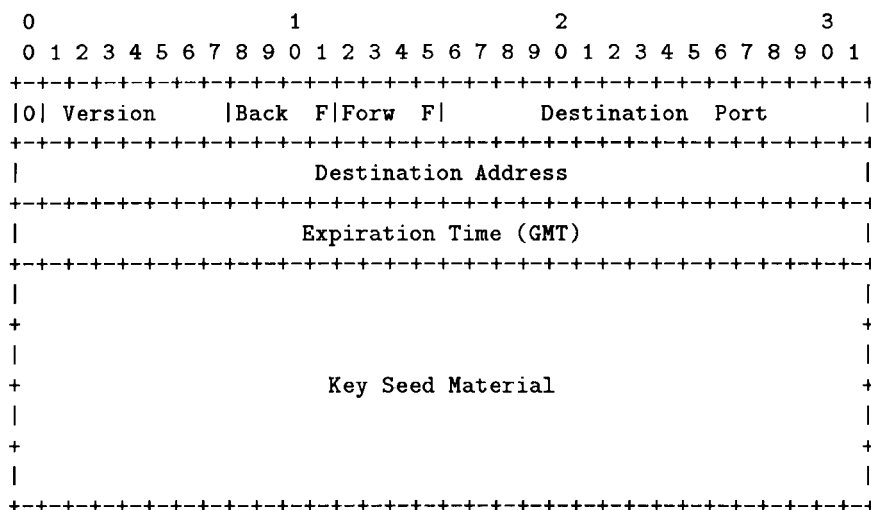 0                   1                   2                   3
0 1 2 3 4 5 6 7 8 9 0 1 2 3 4 5 6 7 8 9 0 1 2 3 4 5 6 7 8 9 0 1
+-+-+-+-+-+-+-+-+-+-+-+-+-+-+-+-+-+-+-+-+-+-+-+-+-+-+-+-+-+-+-+-+
|0| Version     |Back  F|Forw  F|       Destination  Port       |
+-+-+-+-+-+-+-+-+-+-+-+-+-+-+-+-+-+-+-+-+-+-+-+-+-+-+-+-+-+-+-+-+
|                      Destination Address                      |
+-+-+-+-+-+-+-+-+-+-+-+-+-+-+-+-+-+-+-+-+-+-+-+-+-+-+-+-+-+-+-+-+
|                     Expiration Time (GMT)                     |
+-+-+-+-+-+-+-+-+-+-+-+-+-+-+-+-+-+-+-+-+-+-+-+-+-+-+-+-+-+-+-+-+
|                                                               |
+                                                               +
|                                                               |
+                       Key Seed Material                       +
|                                                               |
+                                                               +
|                                                               |
+-+-+-+-+-+-+-+-+-+-+-+-+-+-+-+-+-+-+-+-+-+-+-+-+-+-+-+-+-+-+-+-+